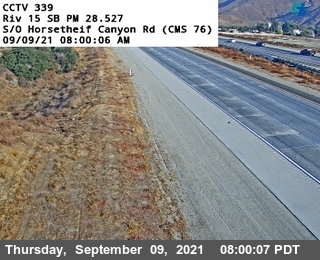 CCTV 339
Riv 15 SB PM 28.527
S/O Horsetheif Canyon Rd (CMS 76)
09/09/21 08:00:06 AM
Thursday, September 09, 2021 08:00:07 PDT